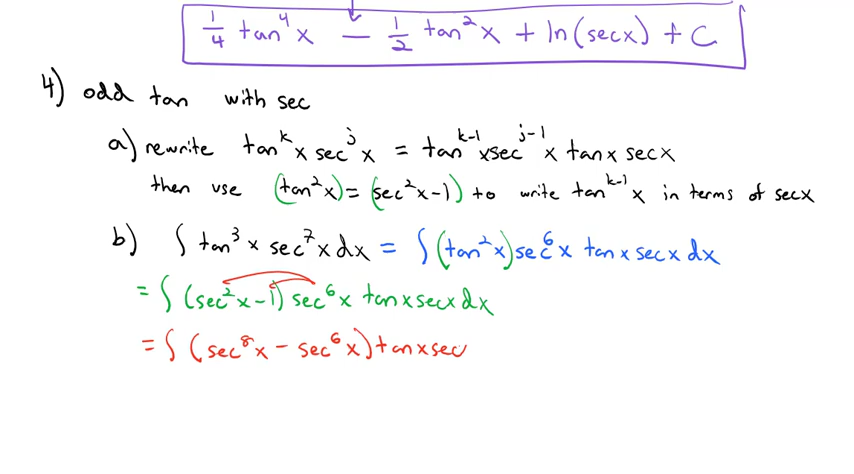 1/4 tan⁴x − 1/2 tan²x + ln(secx) + C
4) odd tan with sec
a) rewrite tanᵏx secʲx = tanᵏ⁻¹x secʲ⁻¹x tanx secx
then use (tan²x) = (sec²x−1) to write tanᵏ⁻¹x in terms of secx
b) ∫ tan³x sec⁷x dx = ∫ (tan²x) sec⁶x tanx secx dx
= ∫ (sec²x−1) sec⁶x tanx secx dx
= ∫ (sec⁸x − sec⁶x) tanx sec